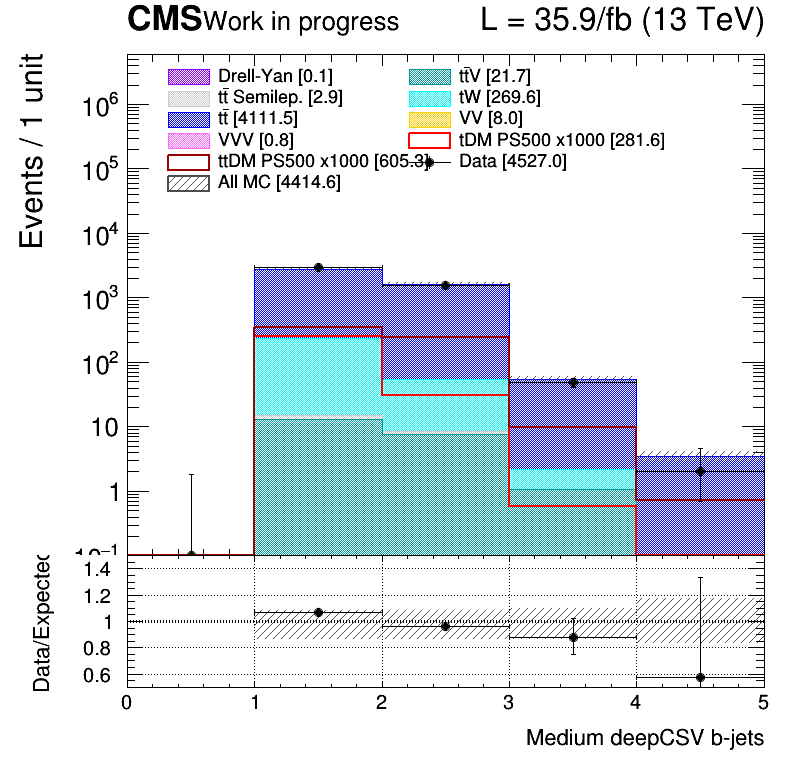 CMS Work in progress L = 35.9/fb (13 TeV)
Events / 1 unit
Drell-Yan [0.1]
tt̄V [21.7]
tt̄ Semilep. [2.9]
tW [269.6]
tt̄ [4111.5]
VV [8.0]
VVV [0.8]
tDM PS500 x1000 [281.6]
ttDM PS500 x1000 [605.3]
Data [4527.0]
All MC [4414.6]
10⁶
10⁵
10⁴
10³
10²
10
1
10⁻¹
Data/Expected
1.4
1.2
1
0.8
0.6
0 1 2 3 4 5
Medium deepCSV b-jets